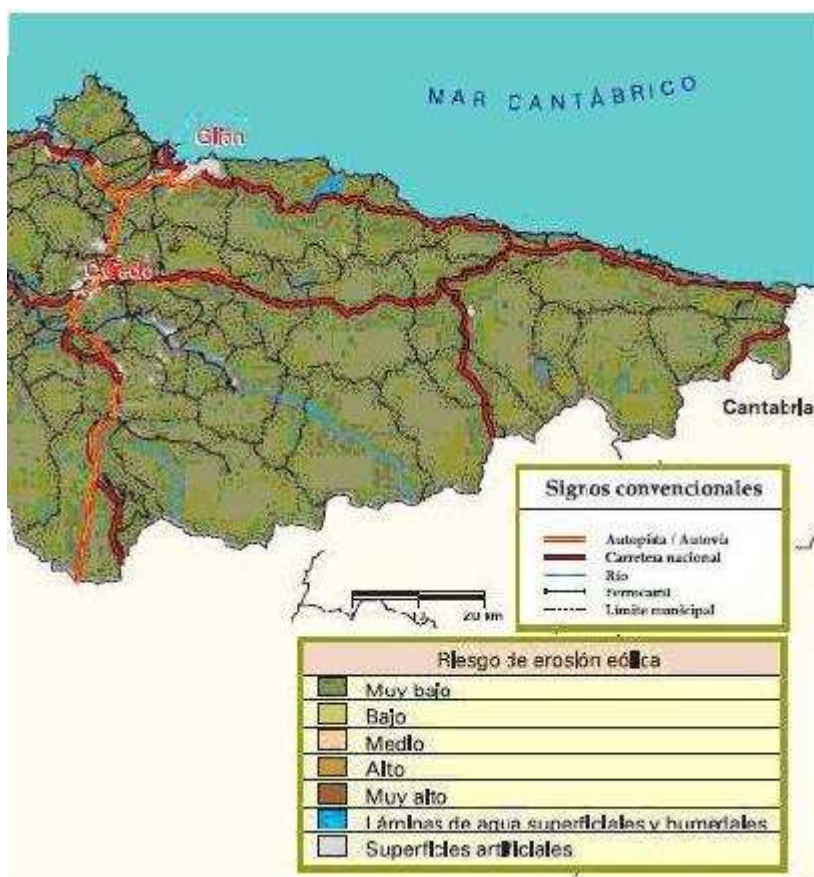 MAR CANTÁBRICO
Gijón
Oviedo
Cantabria
Signos convencionales
Autopista / Autovía
Carretera nacional
Río
Ferrocarril
Límite municipal
20 km
Riesgo de erosión eólica
Muy bajo
Bajo
Medio
Alto
Muy alto
Láminas de agua superficiales y humedales
Superficies artificiales